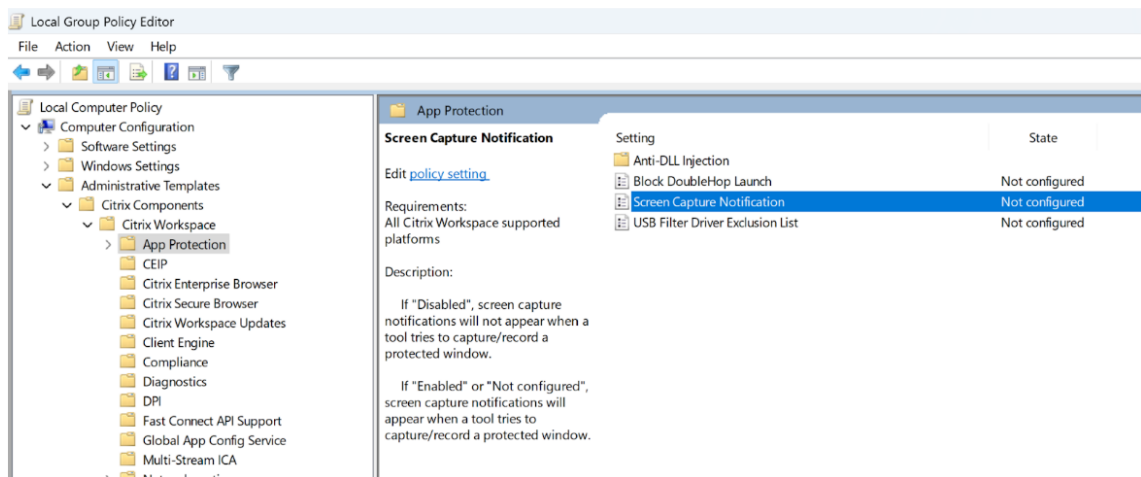 Local Group Policy Editor
File Action View Help
Local Computer Policy
Computer Configuration
Software Settings
Windows Settings
Administrative Templates
Citrix Components
Citrix Workspace
App Protection
CEIP
Citrix Enterprise Browser
Citrix Secure Browser
Citrix Workspace Updates
Client Engine
Compliance
Diagnostics
DPI
Fast Connect API Support
Global App Config Service
Multi-Stream ICA
App Protection
Screen Capture Notification
Edit policy setting
Requirements:
All Citrix Workspace supported
platforms
Description:
If "Disabled", screen capture
notifications will not appear when a
tool tries to capture/record a
protected window.
If "Enabled" or "Not configured",
screen capture notifications will
appear when a tool tries to
capture/record a protected window.
Setting State
Anti-DLL Injection
Block DoubleHop Launch Not configured
Screen Capture Notification Not configured
USB Filter Driver Exclusion List Not configured